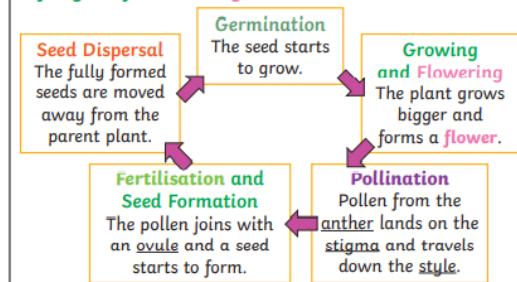 Germination
The seed starts
to grow.
Growing
and Flowering
The plant grows
bigger and
forms a flower.
Pollination
Pollen from the
anther lands on the
stigma and travels
down the style.
Fertilisation and
Seed Formation
The pollen joins with
an ovule and a seed
starts to form.
Seed Dispersal
The fully formed
seeds are moved
away from the
parent plant.